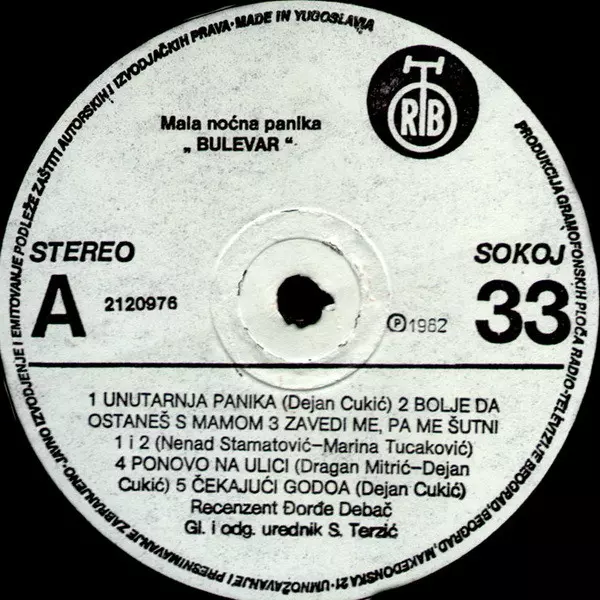 JAVNO IZVODJENJE I EMITOVANJE PODLEŽE ZAŠTITI AUTORSKIH I IZVODJAČKIH PRAVA · MADE IN YUGOSLAVIA
PRODUKCIJA GRAMOFONSKIH PLOČA RADIO-TELEVIZIJE BEOGRAD, BEOGRAD, MAKEDONSKA 21 · UMNOŽAVANJE I PRESNIMAVANJE ZABRANJENO ·
RTB
Mala noćna panika
„ BULEVAR “
STEREO
SOKOJ
A
2120976
℗1982
33
1 UNUTARNJA PANIKA (Dejan Cukić) 2 BOLJE DA
OSTANEŠ S MAMOM 3 ZAVEDI ME, PA ME ŠUTNI
1 i 2 (Nenad Stamatović–Marina Tucaković)
4 PONOVO NA ULICI (Dragan Mitrić–Dejan
Cukić) 5 ČEKAJUĆI GODOA (Dejan Cukić)
Recenzent Đorđe Debač
Gl. i odg. urednik S. Terzić